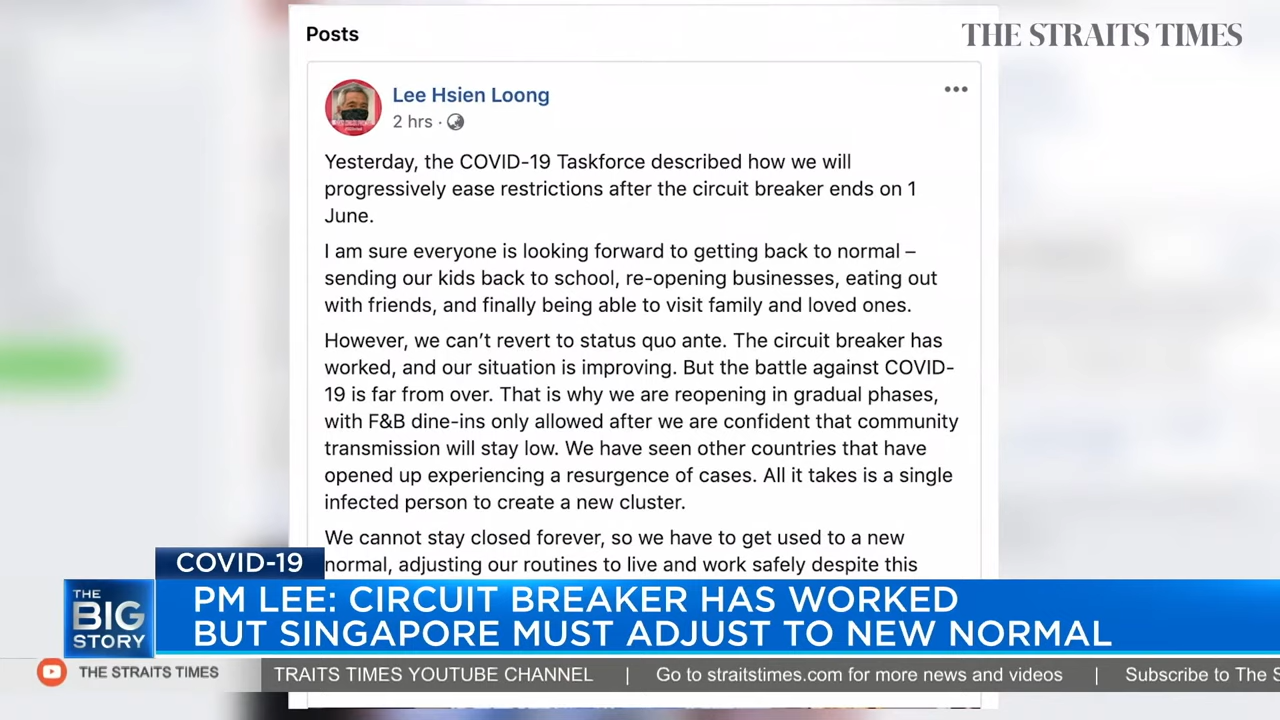 THE STRAITS TIMES
Posts
Lee Hsien Loong
2 hrs ·
Yesterday, the COVID-19 Taskforce described how we will
progressively ease restrictions after the circuit breaker ends on 1
June.
I am sure everyone is looking forward to getting back to normal –
sending our kids back to school, re-opening businesses, eating out
with friends, and finally being able to visit family and loved ones.
However, we can’t revert to status quo ante. The circuit breaker has
worked, and our situation is improving. But the battle against COVID-
19 is far from over. That is why we are reopening in gradual phases,
with F&B dine-ins only allowed after we are confident that community
transmission will stay low. We have seen other countries that have
opened up experiencing a resurgence of cases. All it takes is a single
infected person to create a new cluster.
We cannot stay closed forever, so we have to get used to a new
normal, adjusting our routines to live and work safely despite this
COVID-19
THE
BIG
STORY
PM LEE: CIRCUIT BREAKER HAS WORKED
BUT SINGAPORE MUST ADJUST TO NEW NORMAL
THE STRAITS TIMES
TRAITS TIMES YOUTUBE CHANNEL | Go to straitstimes.com for more news and videos | Subscribe to The S